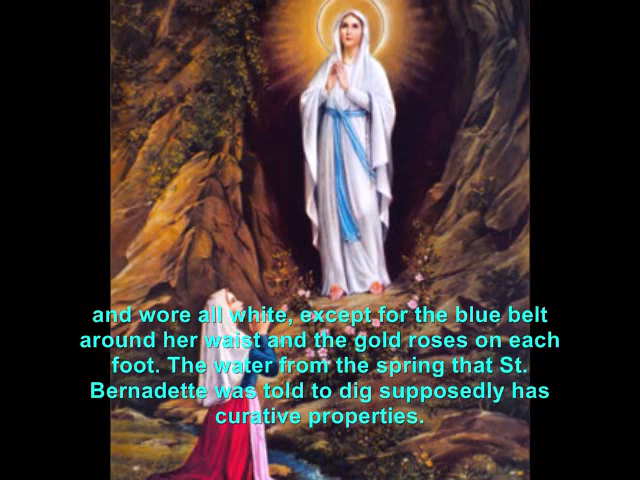 and wore all white, except for the blue belt
around her waist and the gold roses on each
foot. The water from the spring that St.
Bernadette was told to dig supposedly has
curative properties.